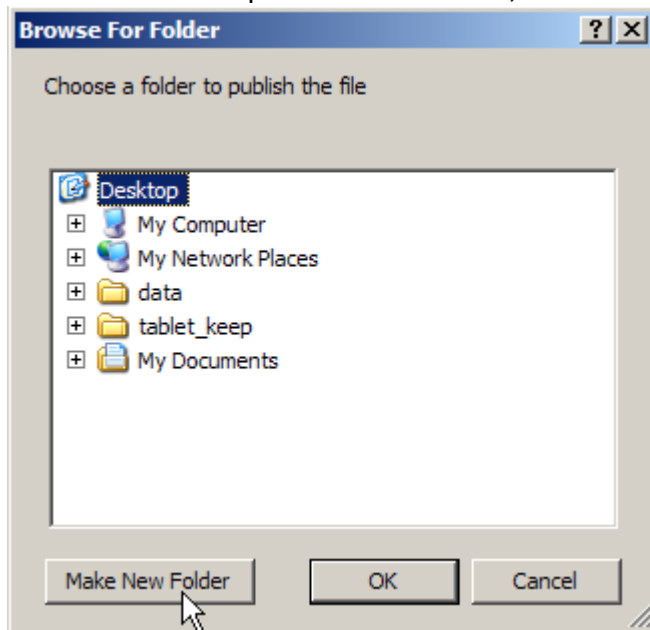 Browse For Folder
Choose a folder to publish the file
Desktop
My Computer
My Network Places
data
tablet_keep
My Documents
Make New Folder OK Cancel